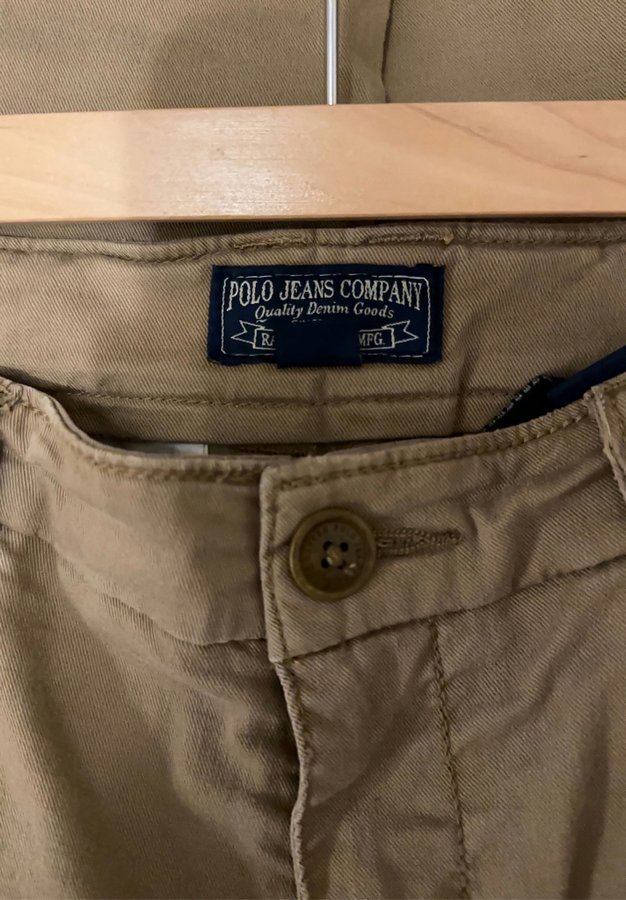 POLO JEANS COMPANY
Quality Denim Goods
MFG.